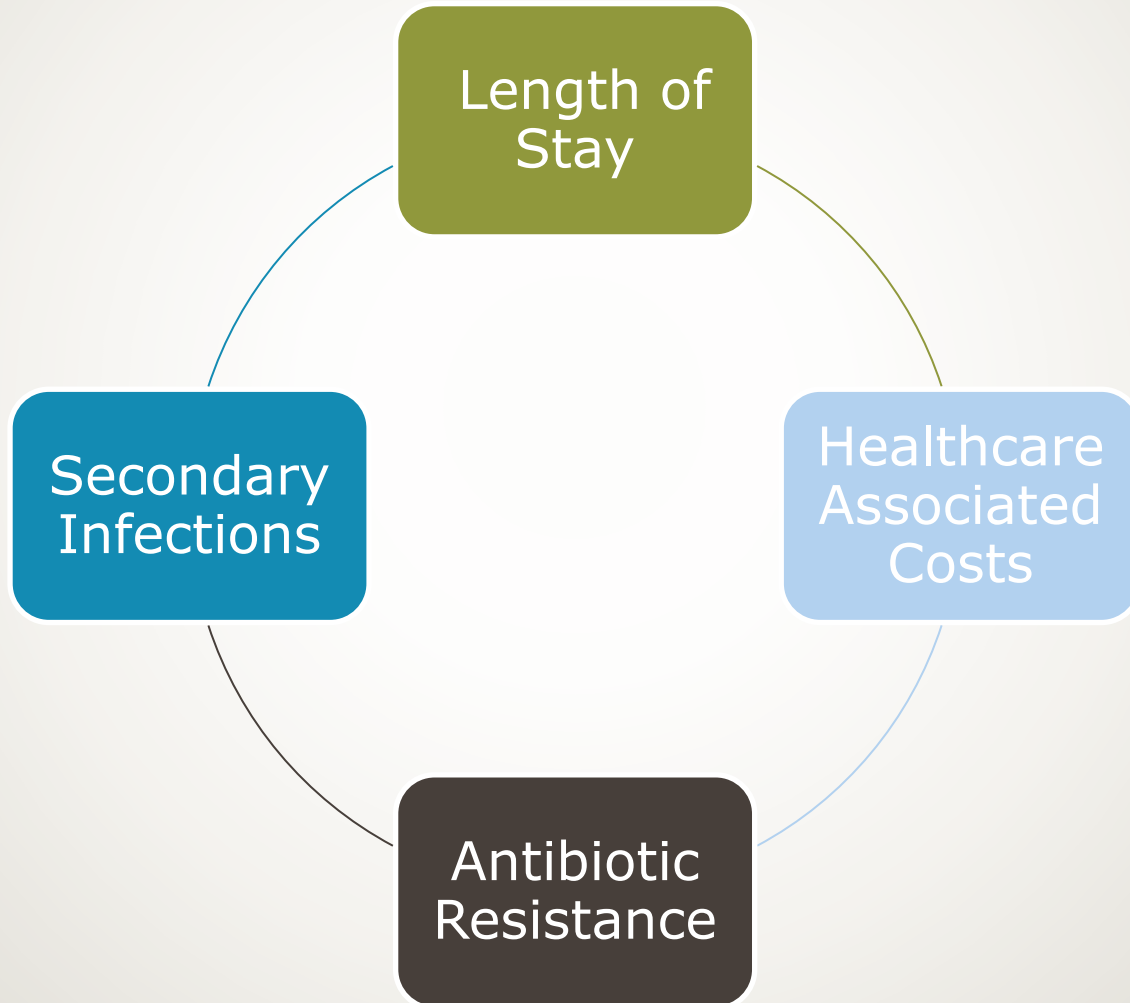 Length of
Stay
Healthcare
Associated
Costs
Secondary
Infections
Antibiotic
Resistance